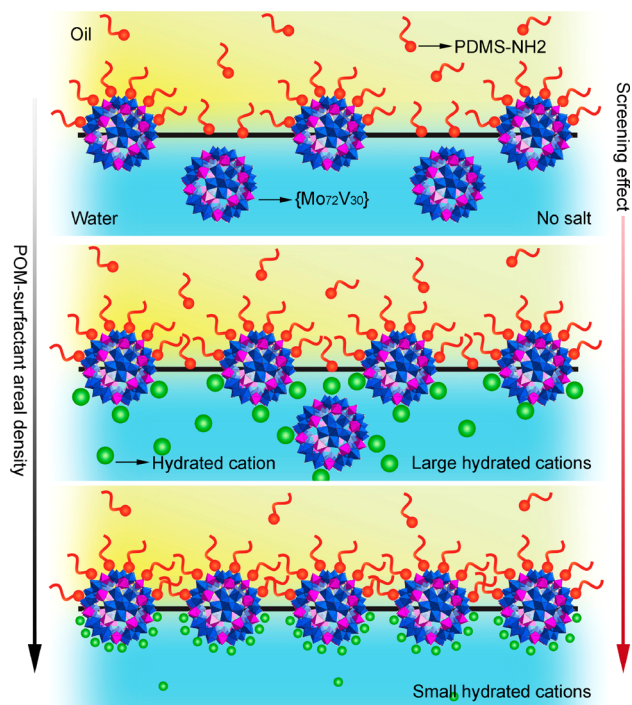 Oil
PDMS-NH2
{Mo72V30}
Water
No salt
Hydrated cation
Large hydrated cations
Small hydrated cations
POM-surfactant areal density
Screening effect